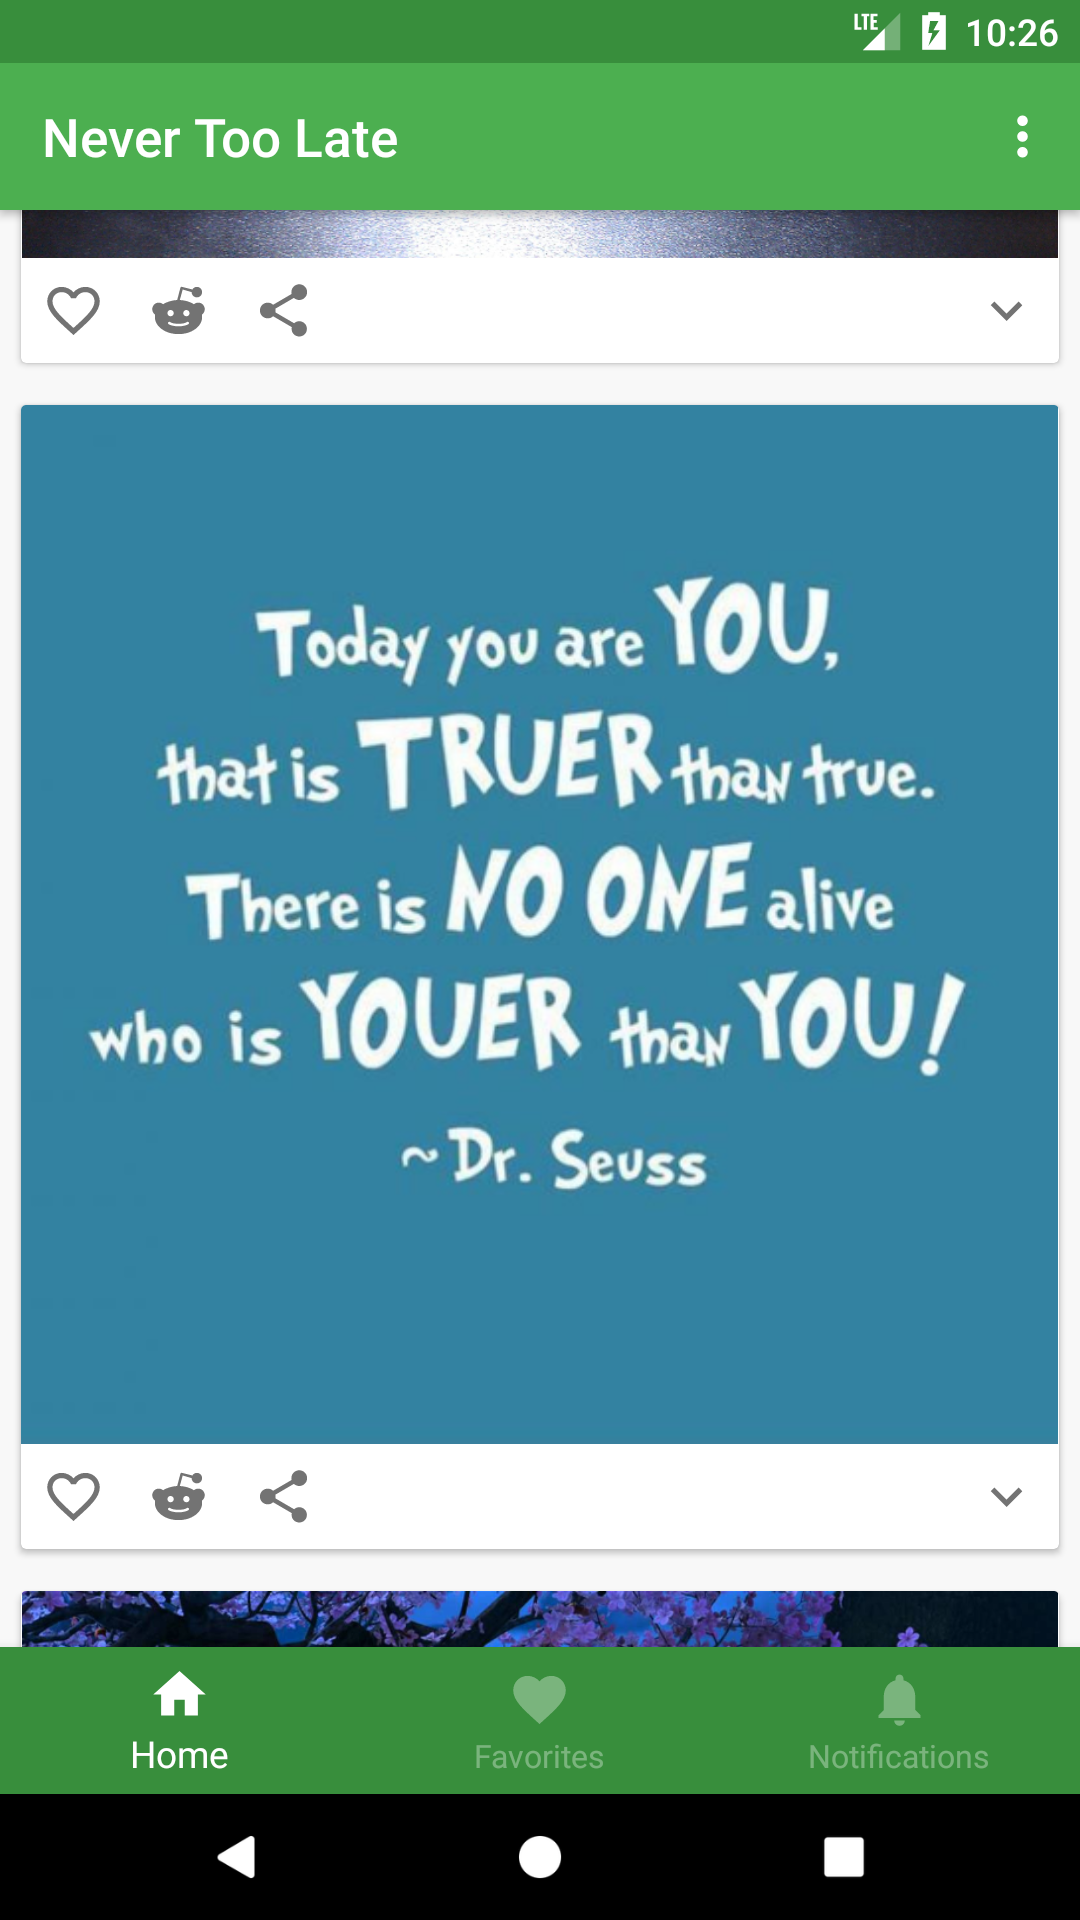 LTE 10:26
Never Too Late
Today you are YOU,
that is TRUER than true.
There is NO ONE alive
who is YOUER than YOU!
~Dr. Seuss
Home Favorites Notifications